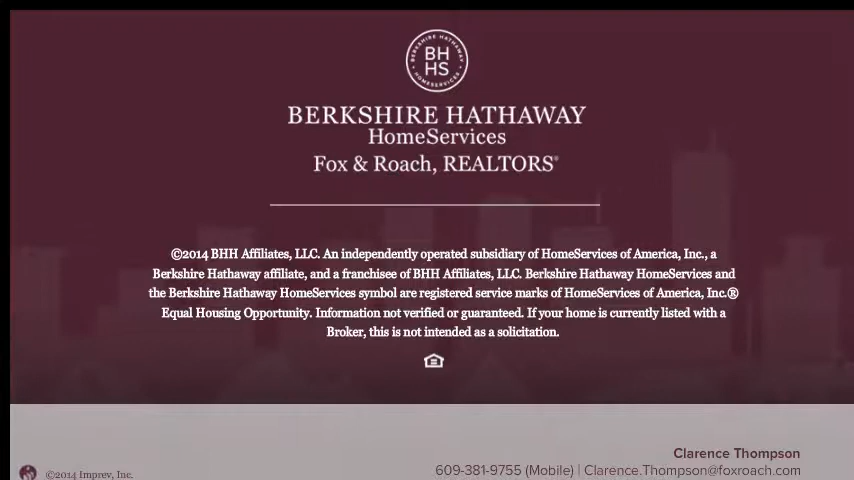 BERKSHIRE HATHAWAY
HOMESERVICES
BH
HS
BERKSHIRE HATHAWAY
HomeServices
Fox & Roach, REALTORS®
©2014 BHH Affiliates, LLC. An independently operated subsidiary of HomeServices of America, Inc., a
Berkshire Hathaway affiliate, and a franchisee of BHH Affiliates, LLC. Berkshire Hathaway HomeServices and
the Berkshire Hathaway HomeServices symbol are registered service marks of HomeServices of America, Inc.®
Equal Housing Opportunity. Information not verified or guaranteed. If your home is currently listed with a
Broker, this is not intended as a solicitation.
Clarence Thompson
609-381-9755 (Mobile) | Clarence.Thompson@foxroach.com
©2014 Imprev, Inc.